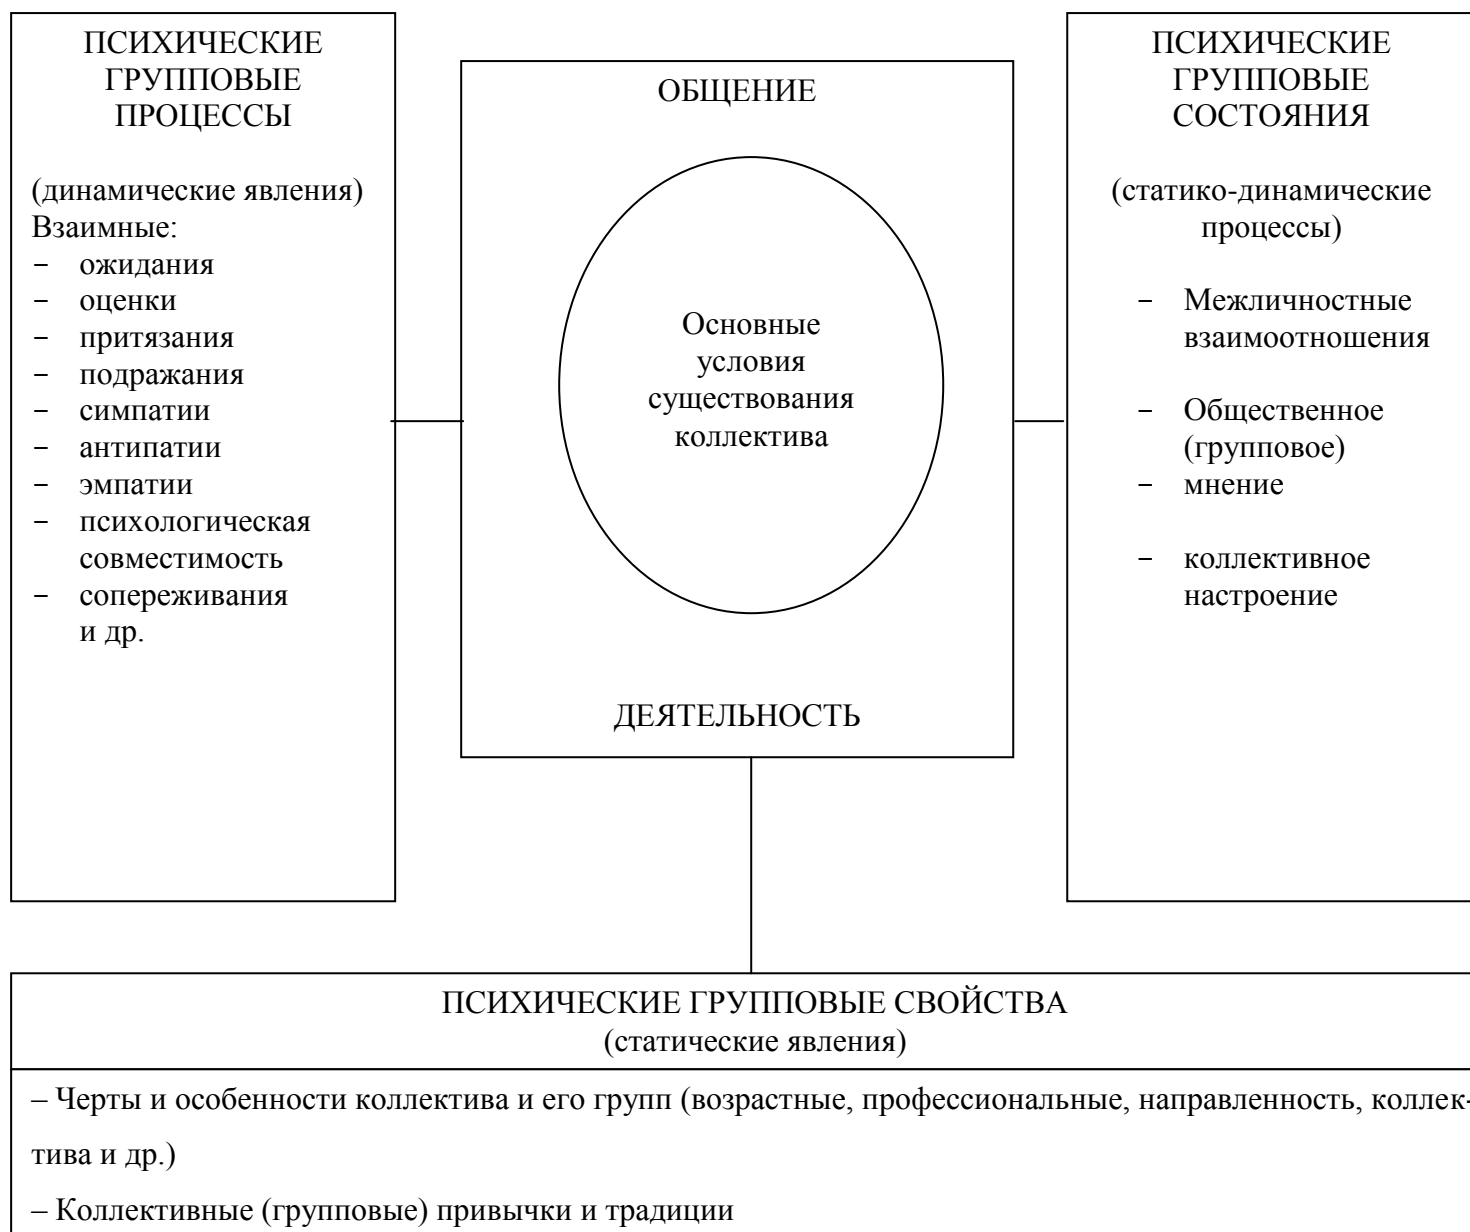 ПСИХИЧЕСКИЕ
ГРУППОВЫЕ
ПРОЦЕССЫ
(динамические явления)
Взаимные:
− ожидания
− оценки
− притязания
− подражания
− симпатии
− антипатии
− эмпатии
− психологическая
совместимость
− сопереживания
и др.
ОБЩЕНИЕ
Основные
условия
существования
коллектива
ДЕЯТЕЛЬНОСТЬ
ПСИХИЧЕСКИЕ
ГРУППОВЫЕ
СОСТОЯНИЯ
(статико-динамические
процессы)
− Межличностные
взаимоотношения
− Общественное
(групповое)
− мнение
− коллективное
настроение
ПСИХИЧЕСКИЕ ГРУППОВЫЕ СВОЙСТВА
(статические явления)
– Черты и особенности коллектива и его групп (возрастные, профессиональные, направленность, коллек-
тива и др.)
– Коллективные (групповые) привычки и традиции